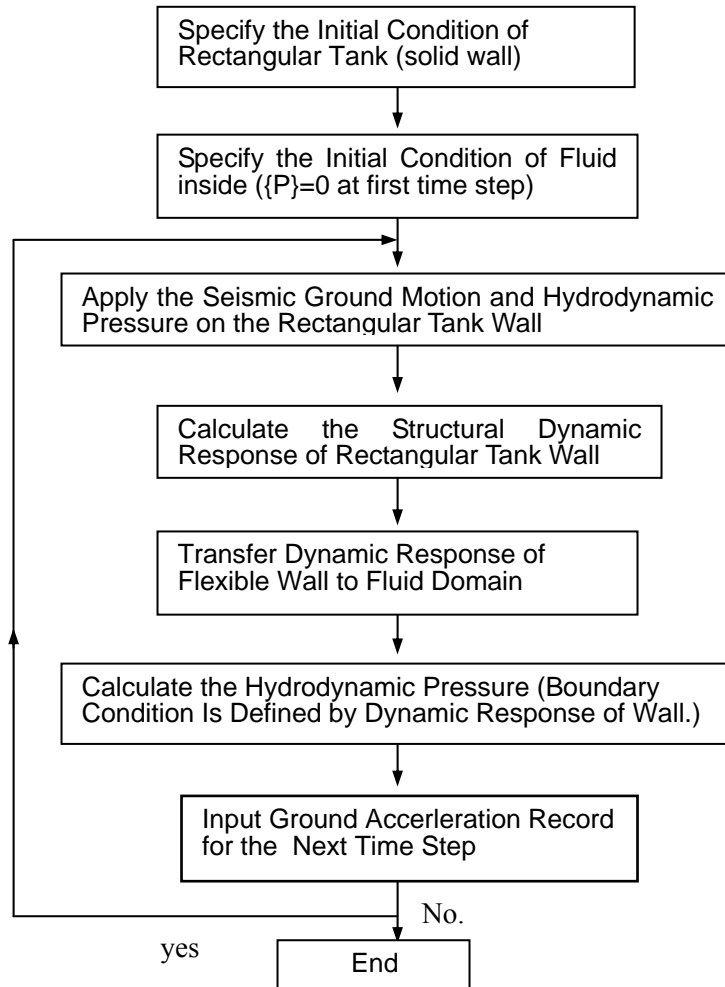 Specify the Initial Condition of
Rectangular Tank (solid wall)
Specify the Initial Condition of Fluid
inside ({P}=0 at first time step)
Apply the Seismic Ground Motion and Hydrodynamic
Pressure on the Rectangular Tank Wall
Calculate the Structural Dynamic
Response of Rectangular Tank Wall
Transfer Dynamic Response of
Flexible Wall to Fluid Domain
Calculate the Hydrodynamic Pressure (Boundary
Condition Is Defined by Dynamic Response of Wall.)
Input Ground Accerleration Record
for the Next Time Step
No.
yes
End